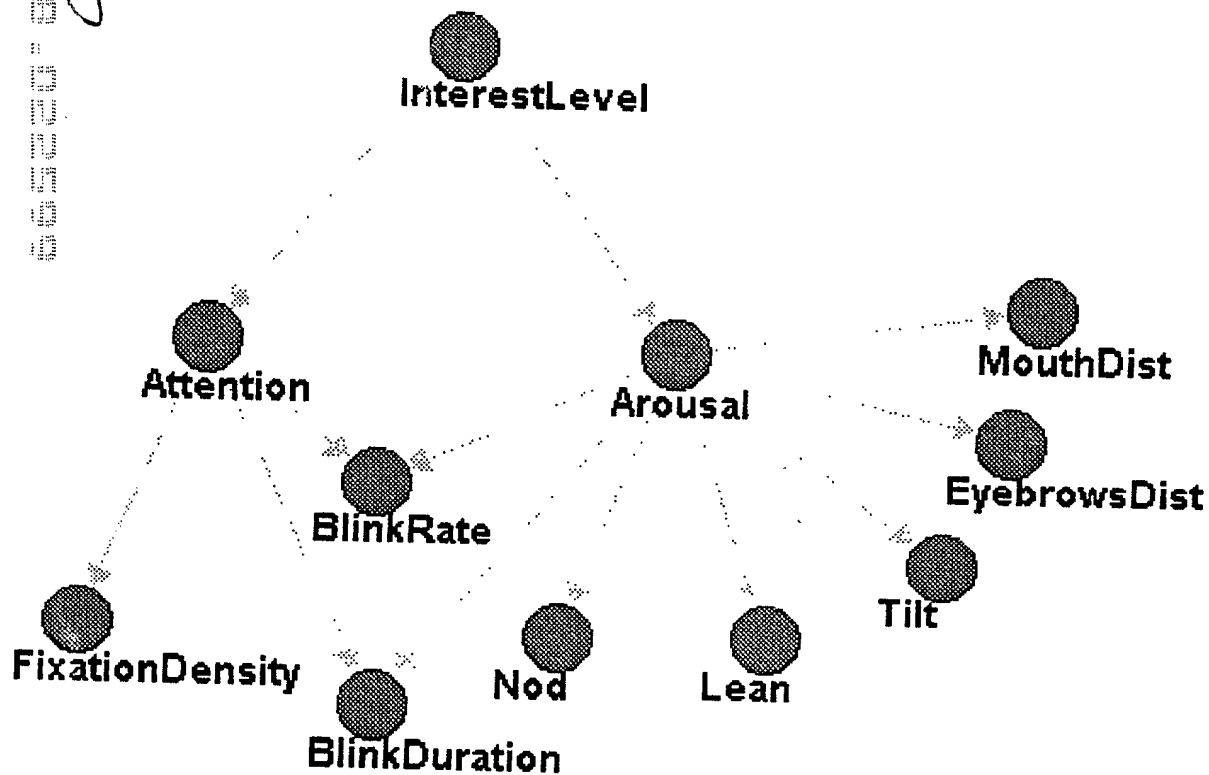 InterestLevel
Attention
Arousal
MouthDist
EyebrowsDist
BlinkRate
Tilt
FixationDensity
Nod
Lean
BlinkDuration